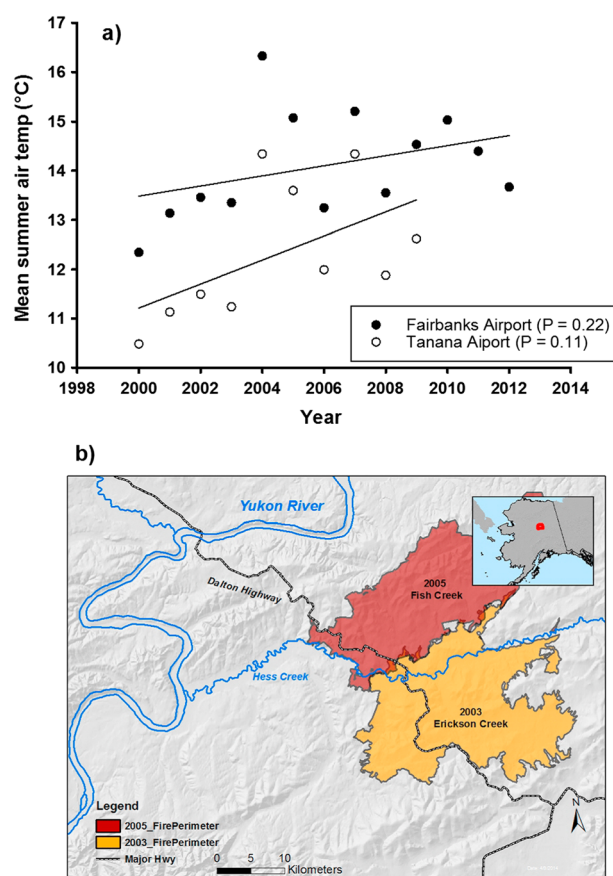 a)
17
16
15
14
13
12
11
10
Mean summer air temp (°C)
1998 2000 2002 2004 2006 2008 2010 2012 2014
Year
Fairbanks Airport (P = 0.22)
Tanana Aiport (P = 0.11)
b)
Yukon River
Dalton Highway
2005
Fish Creek
Hess Creek
2003
Erickson Creek
Legend
2005_FirePerimeter
2003_FirePerimeter
Major Hwy
0 5 10
Kilometers
N